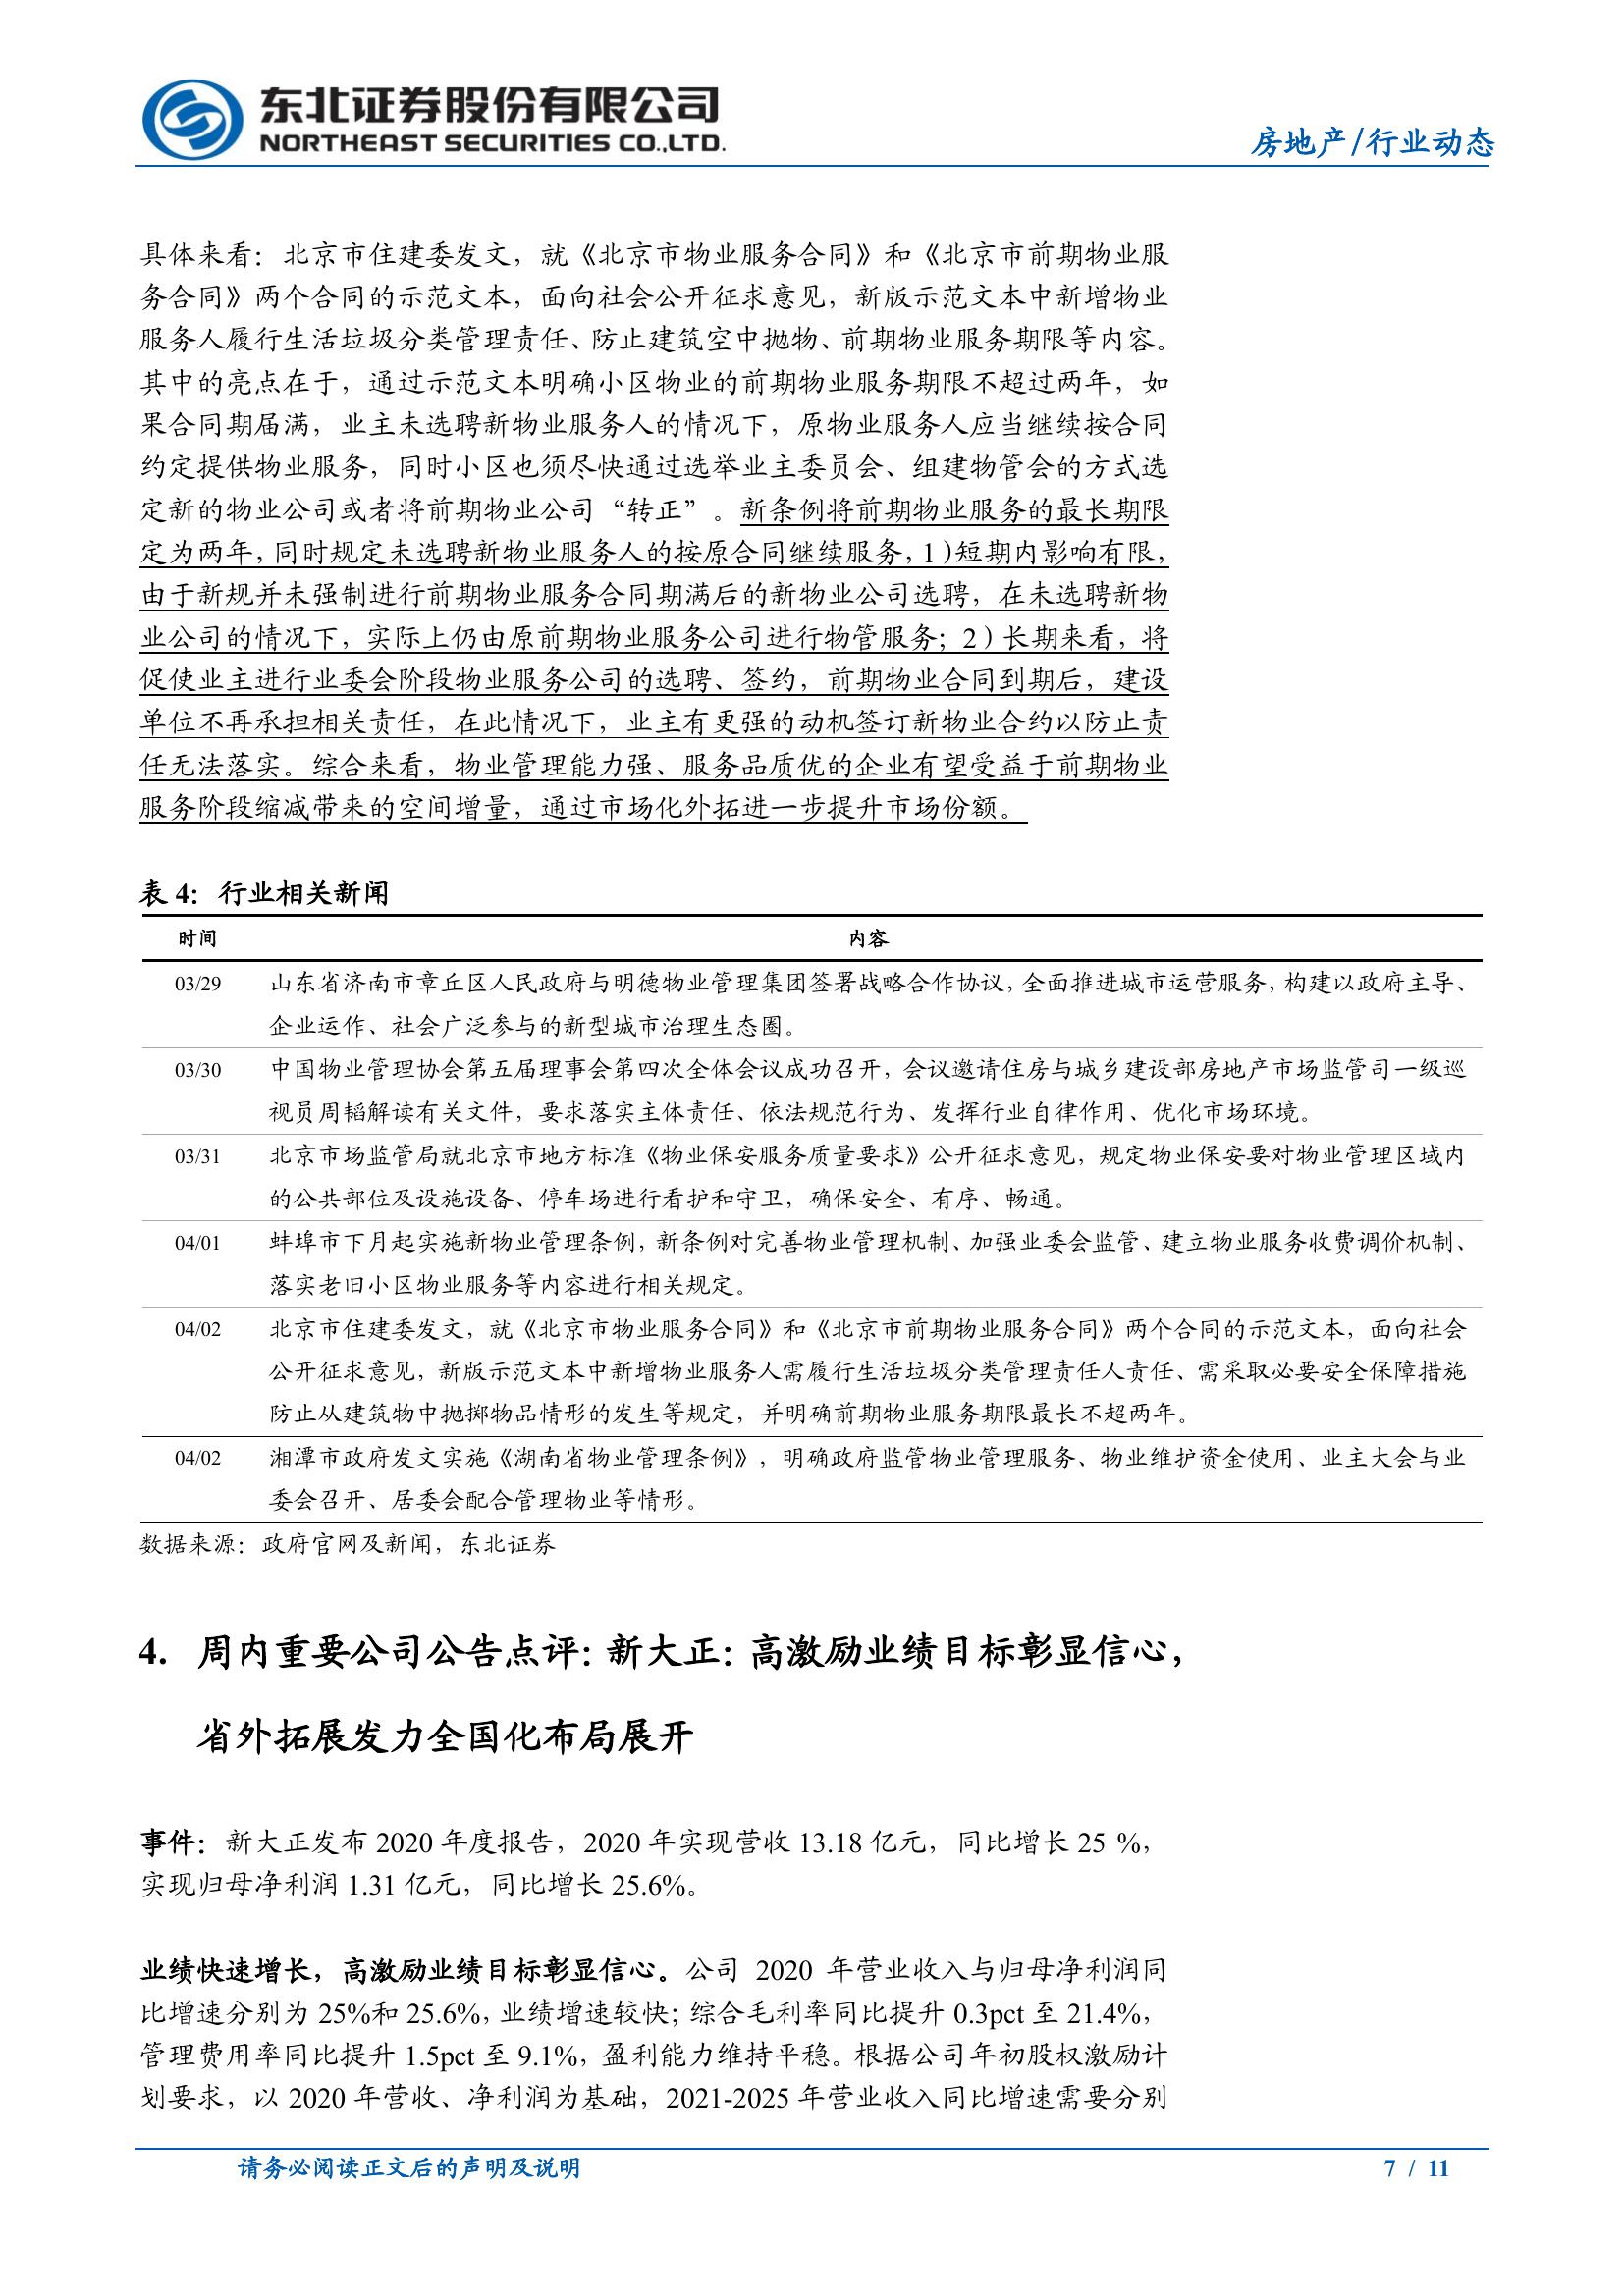 东北证券股份有限公司
NORTHEAST SECURITIES CO.,LTD.
房地产/行业动态
具体来看：北京市住建委发文，就《北京市物业服务合同》和《北京市前期物业服
务合同》两个合同的示范文本，面向社会公开征求意见，新版示范文本中新增物业
服务人履行生活垃圾分类管理责任、防止建筑空中抛物、前期物业服务期限等内容。
其中的亮点在于，通过示范文本明确小区物业的前期物业服务期限不超过两年，如
果合同期届满，业主未选聘新物业服务人的情况下，原物业服务人应当继续按合同
约定提供物业服务，同时小区也须尽快通过选举业主委员会、组建物管会的方式选
定新的物业公司或者将前期物业公司“转正”。新条例将前期物业服务的最长期限
定为两年，同时规定未选聘新物业服务人的按原合同继续服务，1）短期内影响有限，
由于新规并未强制进行前期物业服务合同期满后的新物业公司选聘，在未选聘新物
业公司的情况下，实际上仍由原前期物业服务公司进行物管服务；2）长期来看，将
促使业主进行业委会阶段物业服务公司的选聘、签约，前期物业合同到期后，建设
单位不再承担相关责任，在此情况下，业主有更强的动机签订新物业合约以防止责
任无法落实。综合来看，物业管理能力强、服务品质优的企业有望受益于前期物业
服务阶段缩减带来的空间增量，通过市场化外拓进一步提升市场份额。
表 4：行业相关新闻
时间 内容
03/29 山东省济南市章丘区人民政府与明德物业管理集团签署战略合作协议，全面推进城市运营服务，构建以政府主导、
企业运作、社会广泛参与的新型城市治理生态圈。
03/30 中国物业管理协会第五届理事会第四次全体会议成功召开，会议邀请住房与城乡建设部房地产市场监管司一级巡
视员周韬解读有关文件，要求落实主体责任、依法规范行为、发挥行业自律作用、优化市场环境。
03/31 北京市场监管局就北京市地方标准《物业保安服务质量要求》公开征求意见，规定物业保安要对物业管理区域内
的公共部位及设施设备、停车场进行看护和守卫，确保安全、有序、畅通。
04/01 蚌埠市下月起实施新物业管理条例，新条例对完善物业管理机制、加强业委会监管、建立物业服务收费调价机制、
落实老旧小区物业服务等内容进行相关规定。
04/02 北京市住建委发文，就《北京市物业服务合同》和《北京市前期物业服务合同》两个合同的示范文本，面向社会
公开征求意见，新版示范文本中新增物业服务人需履行生活垃圾分类管理责任人责任、需采取必要安全保障措施
防止从建筑物中抛掷物品情形的发生等规定，并明确前期物业服务期限最长不超两年。
04/02 湘潭市政府发文实施《湖南省物业管理条例》，明确政府监管物业管理服务、物业维护资金使用、业主大会与业
委会召开、居委会配合管理物业等情形。
数据来源：政府官网及新闻，东北证券
4. 周内重要公司公告点评：新大正：高激励业绩目标彰显信心，
省外拓展发力全国化布局展开
事件：新大正发布 2020 年度报告，2020 年实现营收 13.18 亿元，同比增长 25 %，
实现归母净利润 1.31 亿元，同比增长 25.6%。
业绩快速增长，高激励业绩目标彰显信心。公司 2020 年营业收入与归母净利润同
比增速分别为 25%和 25.6%，业绩增速较快；综合毛利率同比提升 0.3pct 至 21.4%，
管理费用率同比提升 1.5pct 至 9.1%，盈利能力维持平稳。根据公司年初股权激励计
划要求，以 2020 年营收、净利润为基础，2021-2025 年营业收入同比增速需要分别
请务必阅读正文后的声明及说明
7 / 11